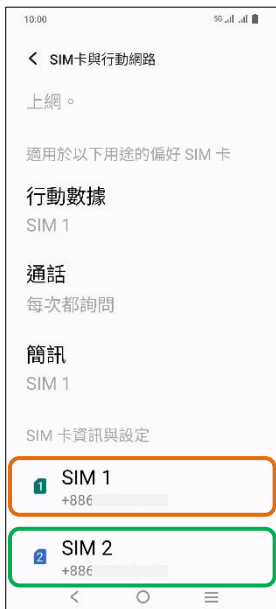 10:00
5G
SIM卡與行動網路
上網。
適用於以下用途的偏好 SIM 卡
行動數據
SIM 1
通話
每次都詢問
簡訊
SIM 1
SIM 卡資訊與設定
1 SIM 1
+886
2 SIM 2
+886